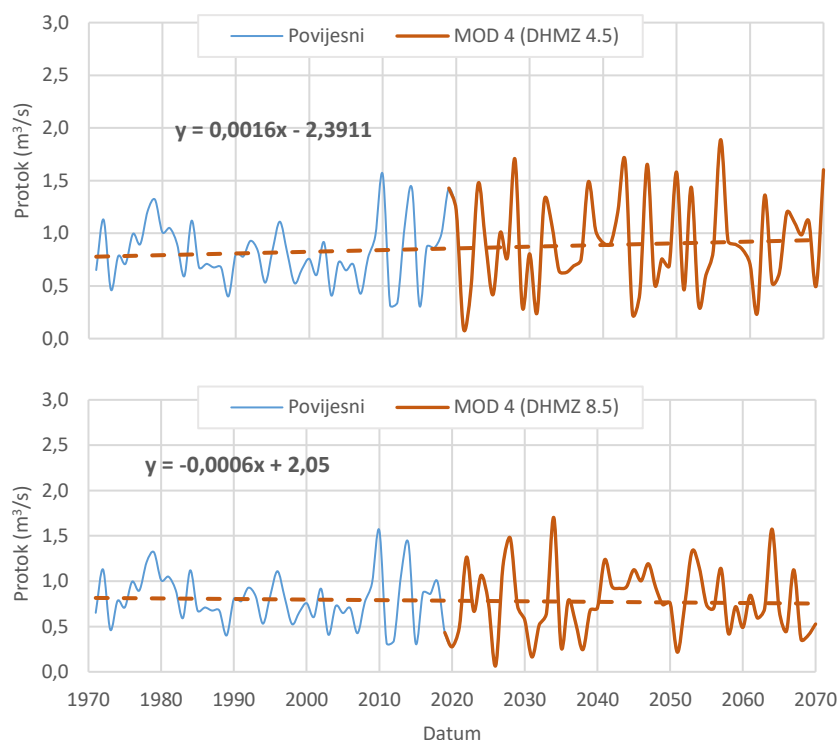 3,0
Povijesni
MOD 4 (DHMZ 4.5)
2,5
y = 0,0016x - 2,3911
2,0
1,5
1,0
0,5
0,0
Protok (m³/s)
3,0
Povijesni
MOD 4 (DHMZ 8.5)
2,5
y = -0,0006x + 2,05
2,0
1,5
1,0
0,5
0,0
Protok (m³/s)
1970 1980 1990 2000 2010 2020 2030 2040 2050 2060 2070
Datum